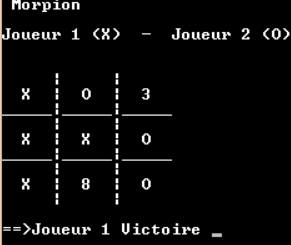 Morpion
Joueur 1 (X)  -  Joueur 2 (O)
X O 3
X X O
X 8 O
==>Joueur 1 Victoire _